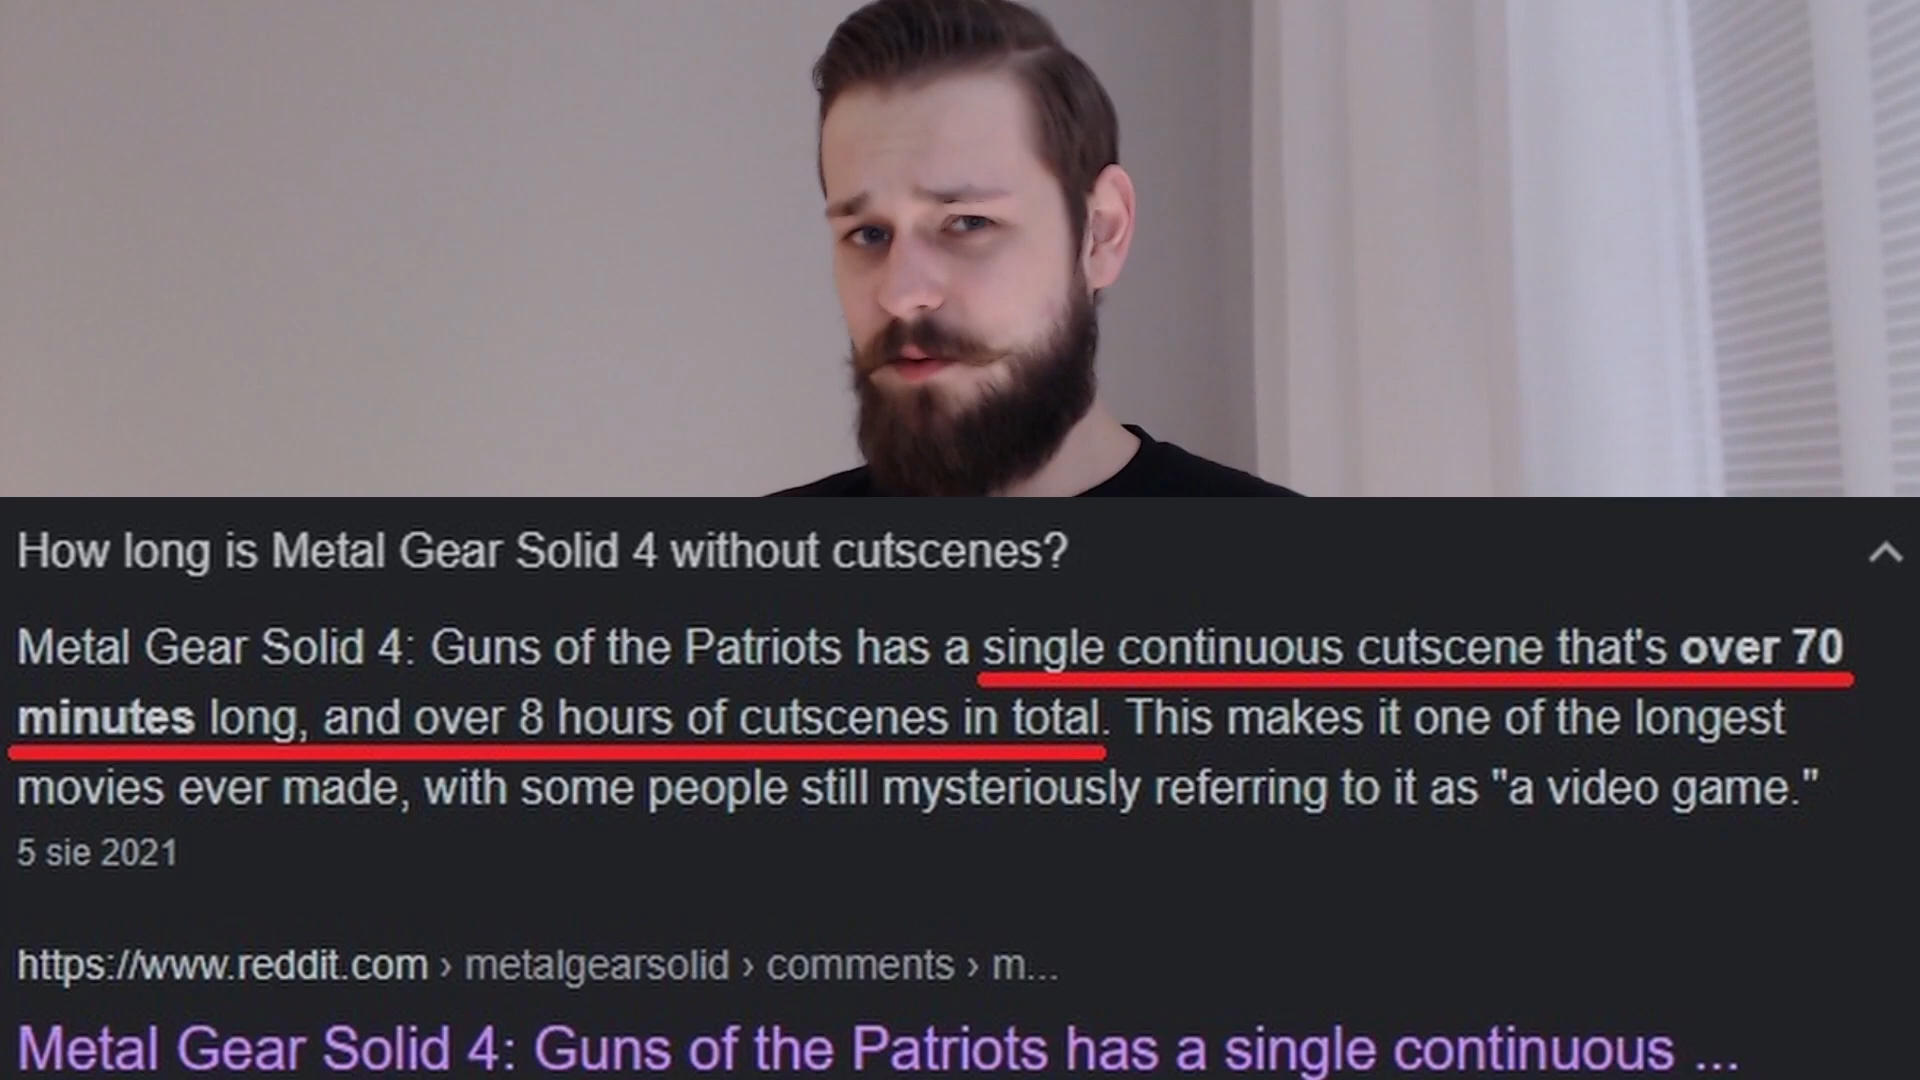 How long is Metal Gear Solid 4 without cutscenes?
Metal Gear Solid 4: Guns of the Patriots has a single continuous cutscene that's over 70
minutes long, and over 8 hours of cutscenes in total. This makes it one of the longest
movies ever made, with some people still mysteriously referring to it as "a video game."
5 sie 2021
https://www.reddit.com › metalgearsolid › comments › m...
Metal Gear Solid 4: Guns of the Patriots has a single continuous ...